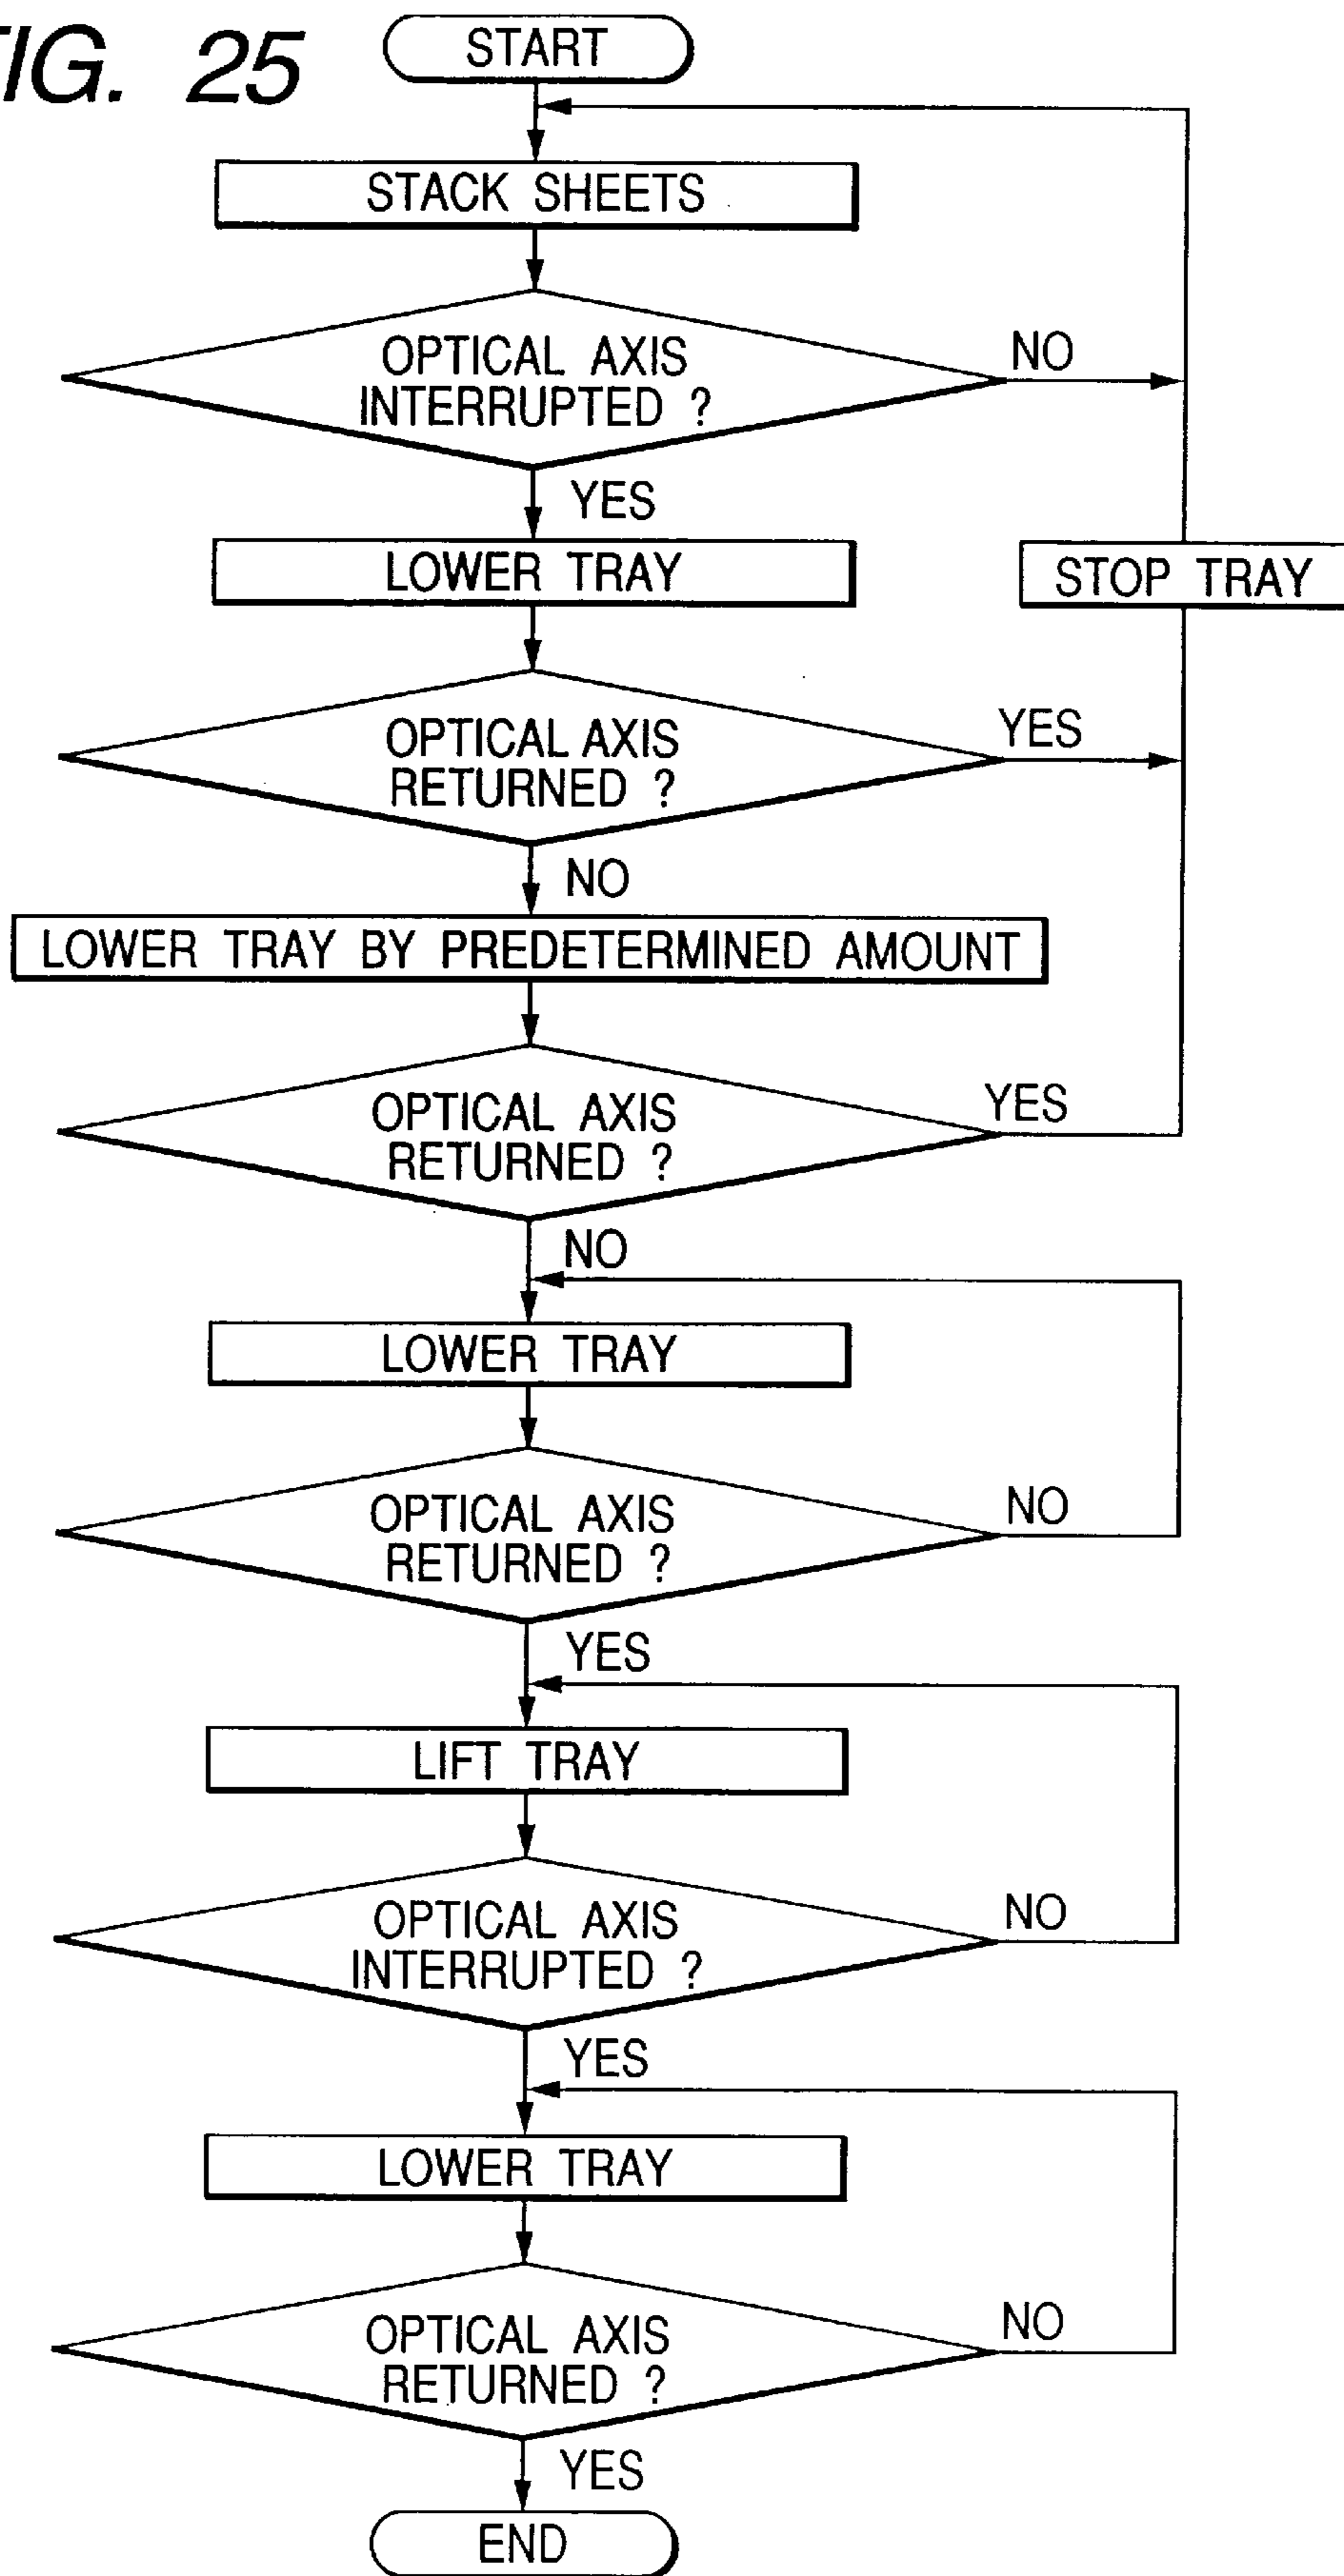 FIG. 25
START
STACK SHEETS
OPTICAL AXIS
INTERRUPTED ?
NO
YES
LOWER TRAY
STOP TRAY
OPTICAL AXIS
RETURNED ?
YES
NO
LOWER TRAY BY PREDETERMINED AMOUNT
OPTICAL AXIS
RETURNED ?
YES
NO
LOWER TRAY
OPTICAL AXIS
RETURNED ?
NO
YES
LIFT TRAY
OPTICAL AXIS
INTERRUPTED ?
NO
YES
LOWER TRAY
OPTICAL AXIS
RETURNED ?
NO
YES
END